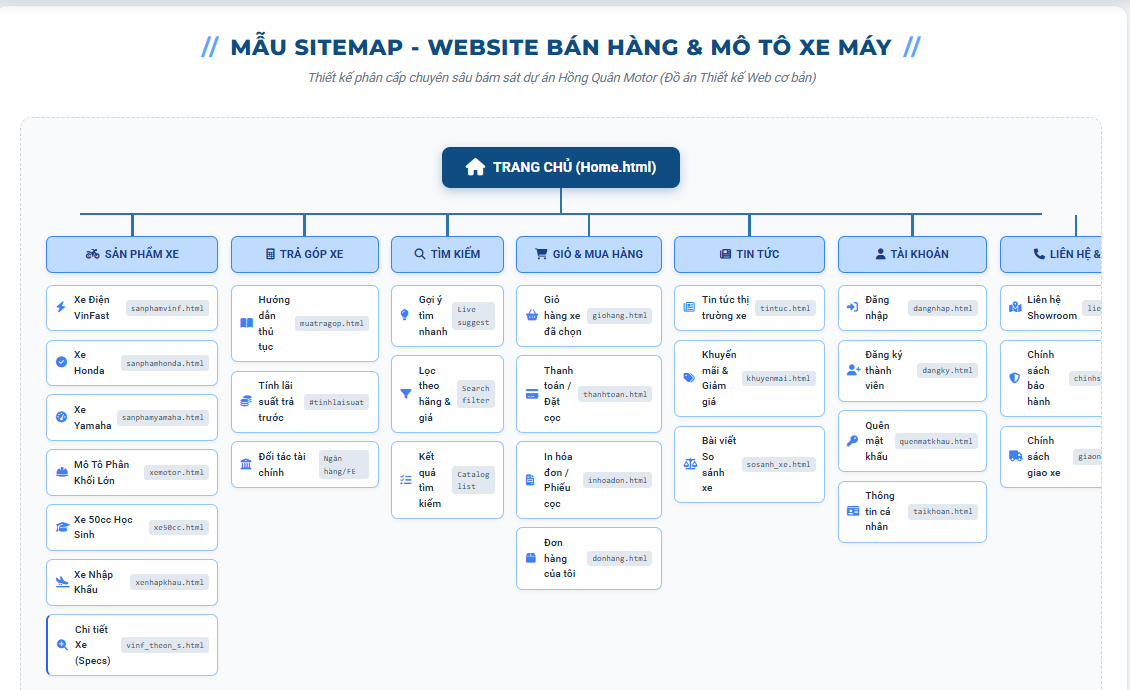 // MẪU SITEMAP - WEBSITE BÁN HÀNG & MÔ TÔ XE MÁY //
Thiết kế phân cấp chuyên sâu bám sát dự án Hồng Quân Motor (Đồ án Thiết kế Web cơ bản)
TRANG CHỦ (Home.html)
SẢN PHẨM XE
Xe Điện
VinFast
sanphamvinf.html
Xe
Honda
sanphamhonda.html
Xe
Yamaha
sanphamyamaha.html
Mô Tô Phân
Khối Lớn
xemotor.html
Xe 50cc Học
Sinh
xe50cc.html
Xe Nhập
Khẩu
xenhapkhau.html
Chi tiết
Xe
(Specs)
vinf_theon_s.html
TRẢ GÓP XE
Hướng
dẫn
thủ
tục
muatragop.html
Tính lãi
suất trả
trước
#tinhlaisuat
Đối tác tài
chính
Ngân
hàng/FE
TÌM KIẾM
Gợi ý
tìm
nhanh
Live
suggest
Lọc
theo
hãng &
giá
Search
filter
Kết
quả
tìm
kiếm
Catalog
list
GIỎ & MUA HÀNG
Giỏ
hàng xe
đã chọn
giohang.html
Thanh
toán /
Đặt
cọc
thanhtoan.html
In hóa
đơn /
Phiếu
cọc
inhoadon.html
Đơn
hàng
của tôi
donhang.html
TIN TỨC
Tin tức thị
trường xe
tintuc.html
Khuyến
mãi &
Giảm
giá
khuyenmai.html
Bài viết
So
sánh
xe
sosanh_xe.html
TÀI KHOẢN
Đăng
nhập
dangnhap.html
Đăng ký
thành
viên
dangky.html
Quên
mật
khẩu
quenmatkhau.html
Thông
tin cá
nhân
taikhoan.html
LIÊN HỆ &
Liên hệ
Showroom
lie
Chính
sách
bảo
hành
chinhs
Chính
sách
giao xe
giaon